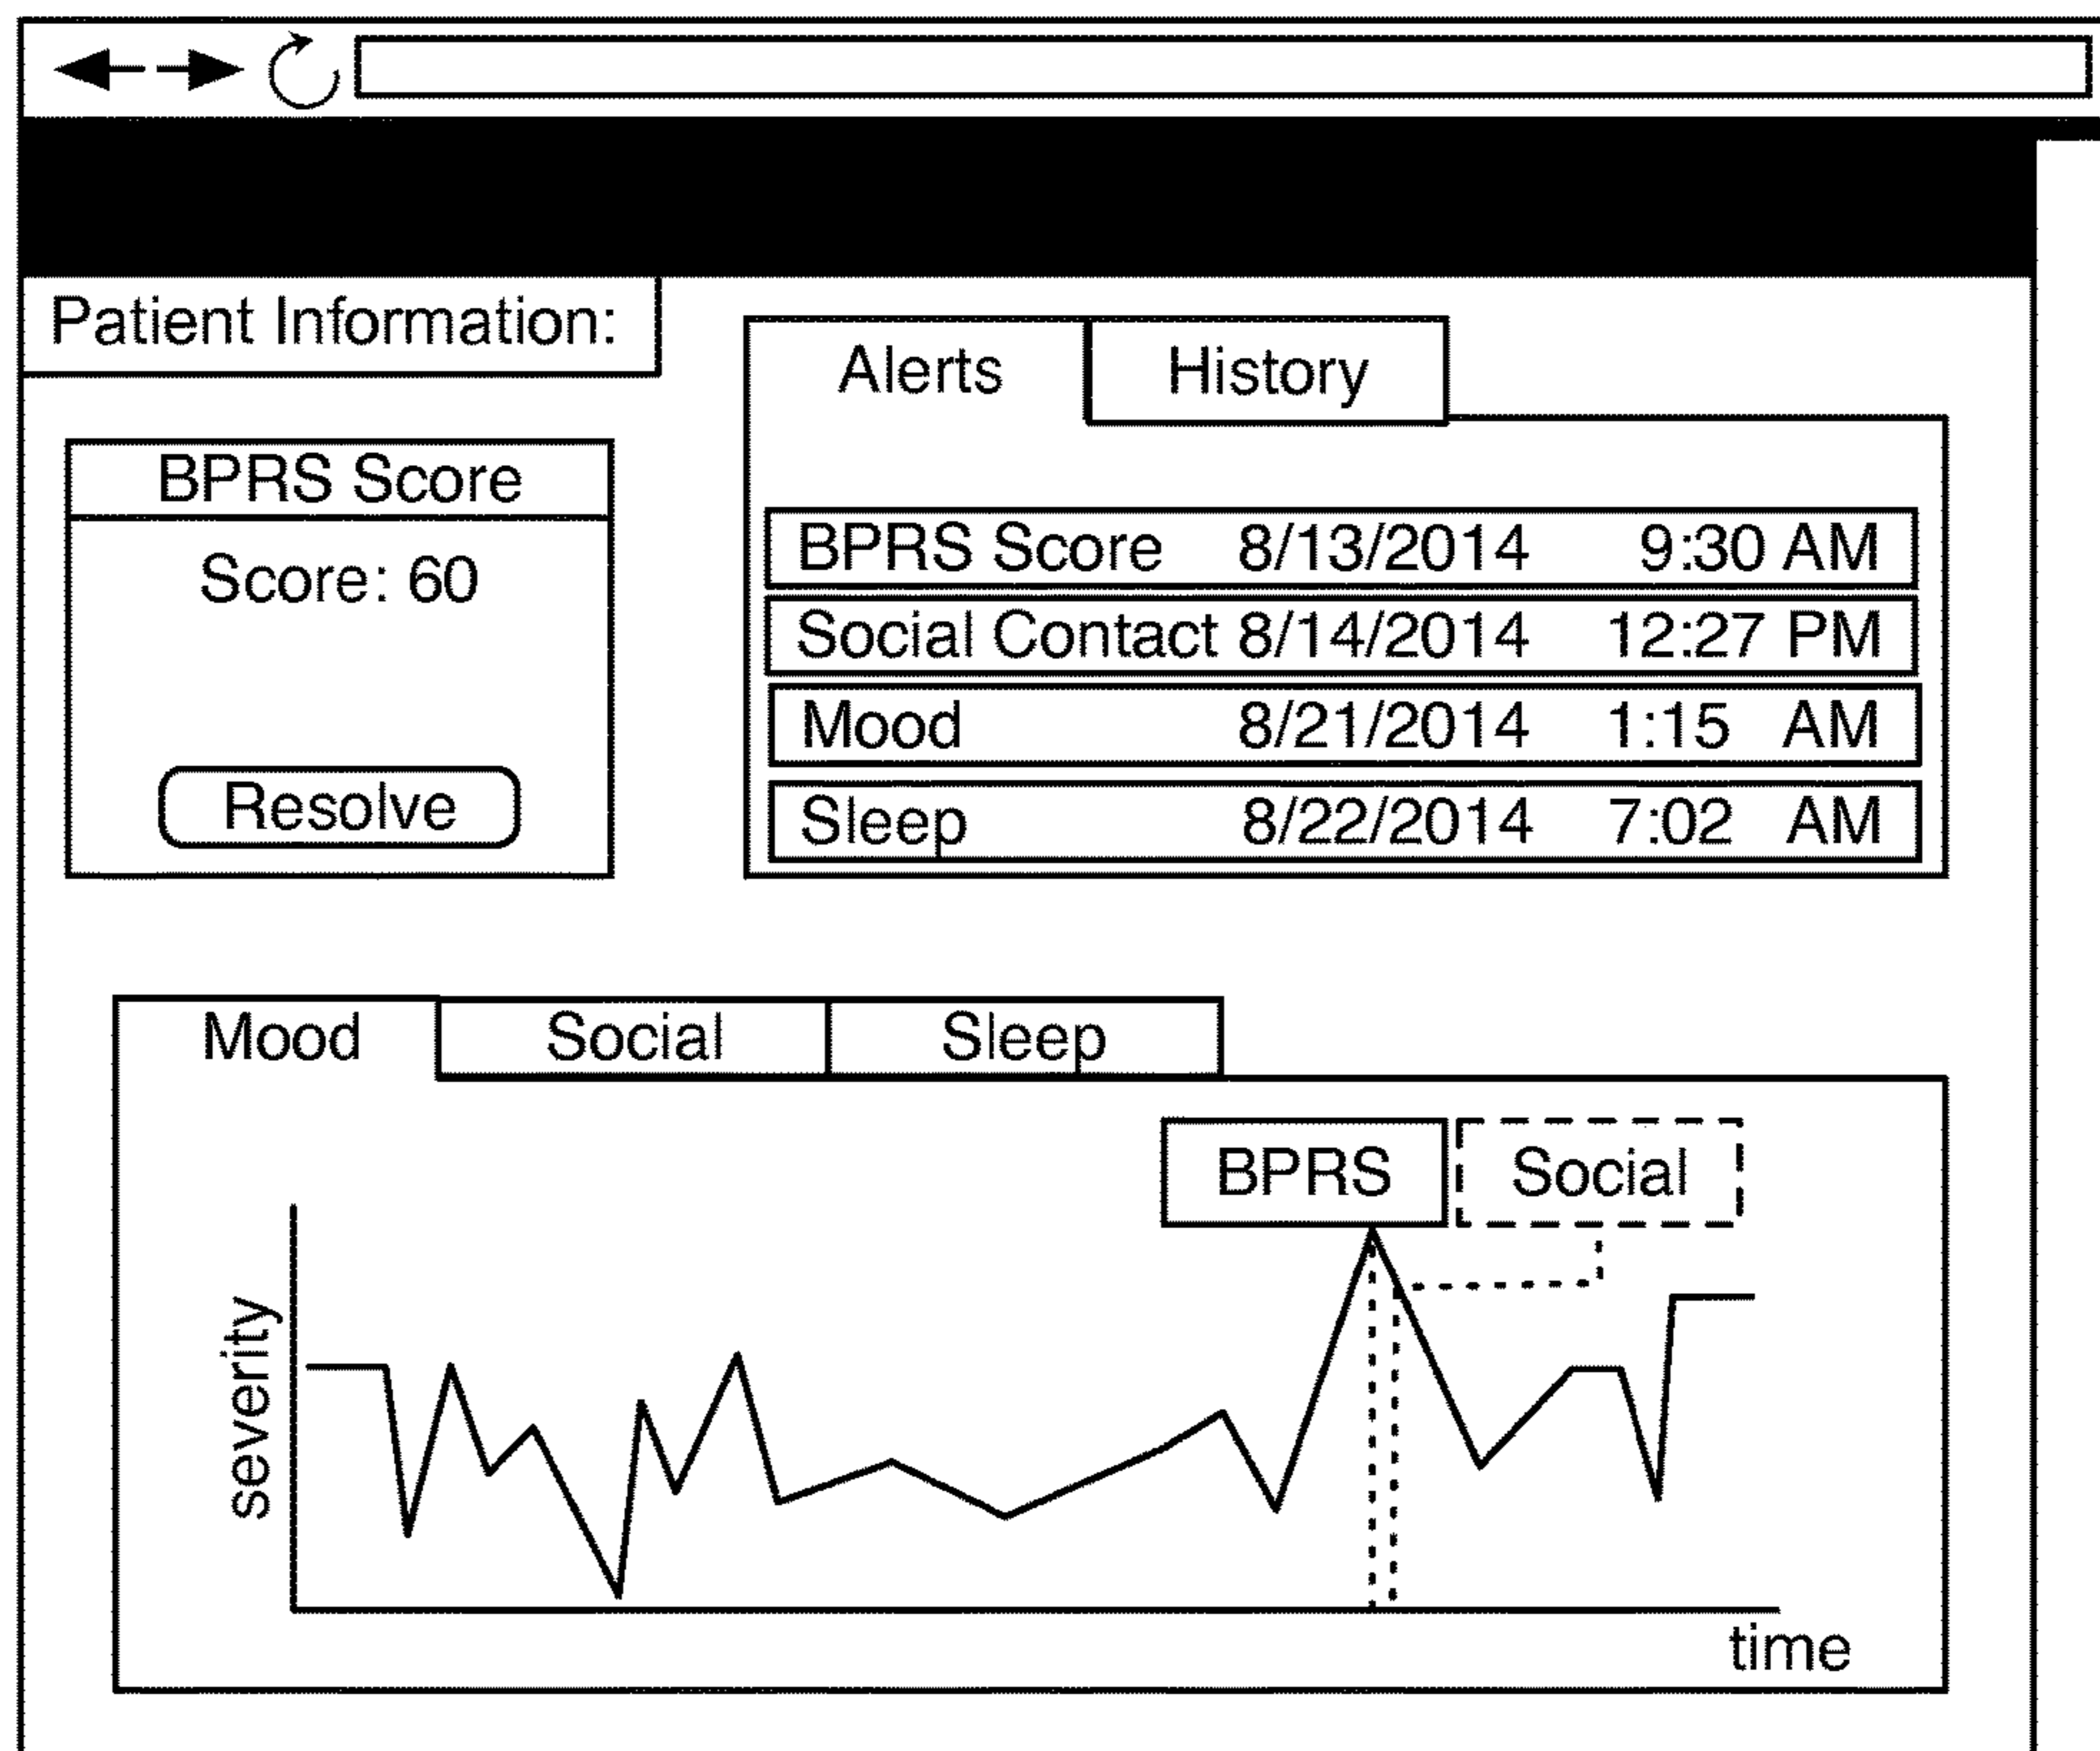 Patient Information:
Alerts
History
BPRS Score
Score: 60
Resolve
BPRS Score 8/13/2014 9:30 AM
Social Contact 8/14/2014 12:27 PM
Mood 8/21/2014 1:15 AM
Sleep 8/22/2014 7:02 AM
Mood
Social
Sleep
BPRS
Social
severity
time